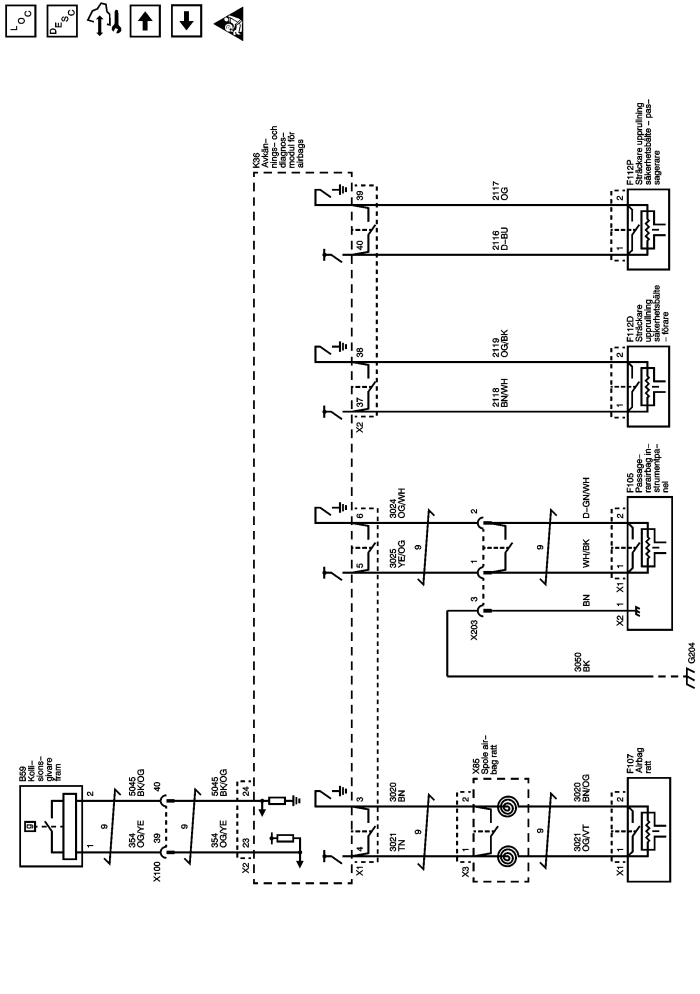 LOC
DESC
B59
Kolli-
sions-
givare
fram
1
2
354
OG/YE
9
5045
BK/OG
X100
39
40
354
OG/YE
9
5045
BK/OG
X2
23
24
K36
Avkän-
nings- och
diagnos-
modul för
airbags
X1
4
3
5
6
X2
37
38
40
39
3021
TN
9
3020
BN
3025
YE/OG
9
3024
OG/WH
2118
BN/WH
2119
OG/BK
2116
D-BU
2117
OG
X3
1
2
X85
Spole air-
bag ratt
X203
3
1
2
3021
OG/VT
9
3020
BN/OG
3050
BK
BN
WH/BK
9
D-GN/WH
X1
1
2
F107
Airbag
ratt
G204
X2
1
X1
1
2
F105
Passage-
rarairbag in-
strumentpa-
nel
1
2
F112D
Sträckare
upprullning
säkerhetsbälte
- förare
1
2
F112P
Sträckare upprullning
säkerhetsbälte - pas-
sagerare